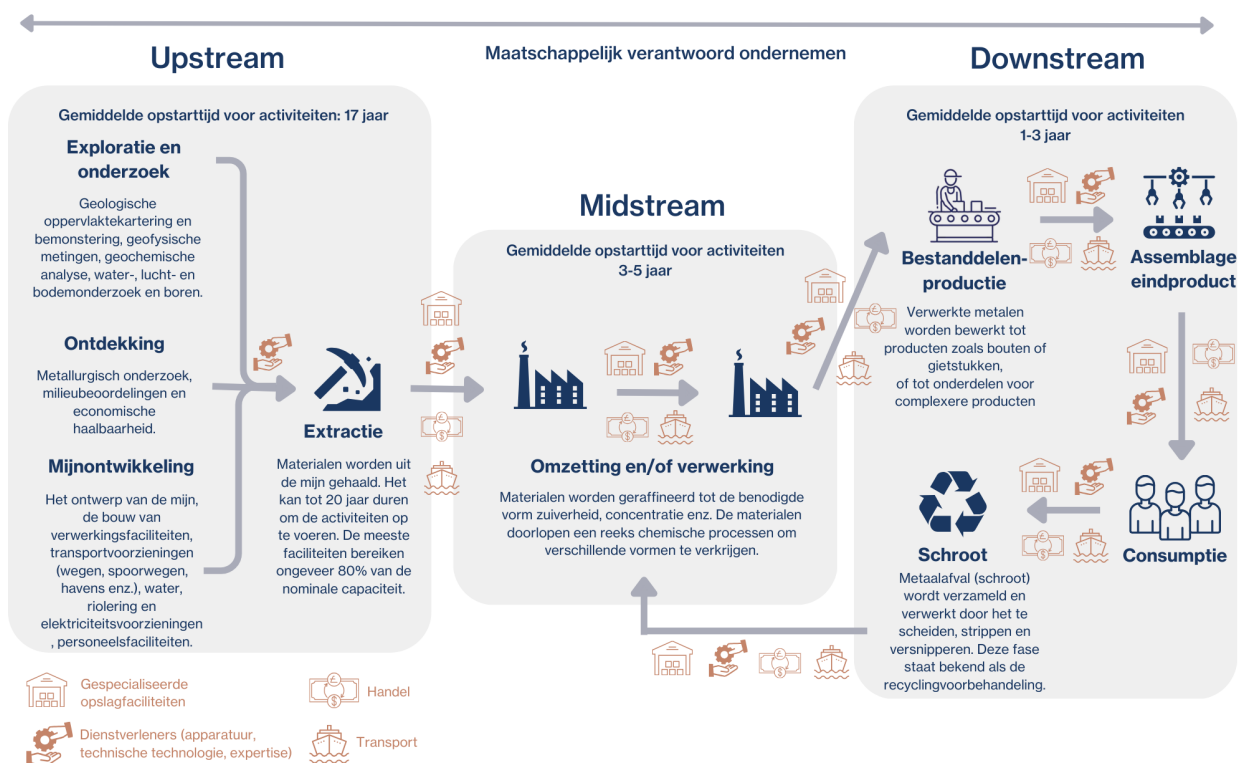 Upstream
Maatschappelijk verantwoord ondernemen
Downstream
Gemiddelde opstarttijd voor activiteiten: 17 jaar
Exploratie en
onderzoek
Geologische
oppervlaktekartering en
bemonstering, geofysische
metingen, geochemische
analyse, water-, lucht- en
bodemonderzoek en boren.
Ontdekking
Metallurgisch onderzoek,
milieubeoordelingen en
economische
haalbaarheid.
Mijnontwikkeling
Het ontwerp van de mijn,
de bouw van
verwerkingsfaciliteiten,
transportvoorzieningen
(wegen, spoorwegen,
havens enz.), water,
riolering en
elektriciteitsvoorzieningen
, personeelsfaciliteiten.
Extractie
Materialen worden uit
de mijn gehaald. Het
kan tot 20 jaar duren
om de activiteiten op
te voeren. De meeste
faciliteiten bereiken
ongeveer 80% van de
nominale capaciteit.
Midstream
Gemiddelde opstarttijd voor activiteiten
3-5 jaar
Omzetting en/of verwerking
Materialen worden geraffineerd tot de benodigde
vorm zuiverheid, concentratie enz. De materialen
doorlopen een reeks chemische processen om
verschillende vormen te verkrijgen.
Gemiddelde opstarttijd voor activiteiten
1-3 jaar
Bestanddelen-
productie
Verwerkte metalen
worden bewerkt tot
producten zoals bouten of
gietstukken,
of tot onderdelen voor
complexere producten
Assemblage
eindproduct
Consumptie
Schroot
Metaalafval (schroot)
wordt verzameld en
verwerkt door het te
scheiden, strippen en
versnipperen. Deze fase
staat bekend als de
recyclingvoorbehandeling.
Gespecialiseerde
opslagfaciliteiten
Handel
Dienstverleners (apparatuur,
technische technologie, expertise)
Transport